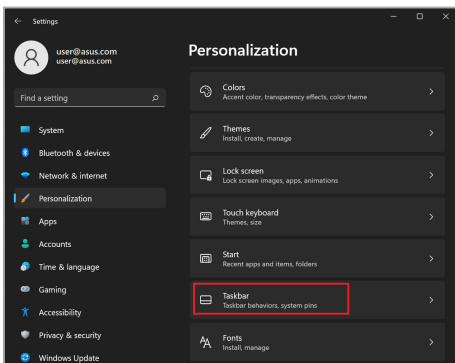 Settings
user@asus.com
user@asus.com
Find a setting
System
Bluetooth & devices
Network & internet
Personalization
Apps
Accounts
Time & language
Gaming
Accessibility
Privacy & security
Windows Update
Personalization
Colors
Accent color, transparency effects, color theme
Themes
Install, create, manage
Lock screen
Lock screen images, apps, animations
Touch keyboard
Themes, size
Start
Recent apps and items, folders
Taskbar
Taskbar behaviors, system pins
Fonts
Install, manage